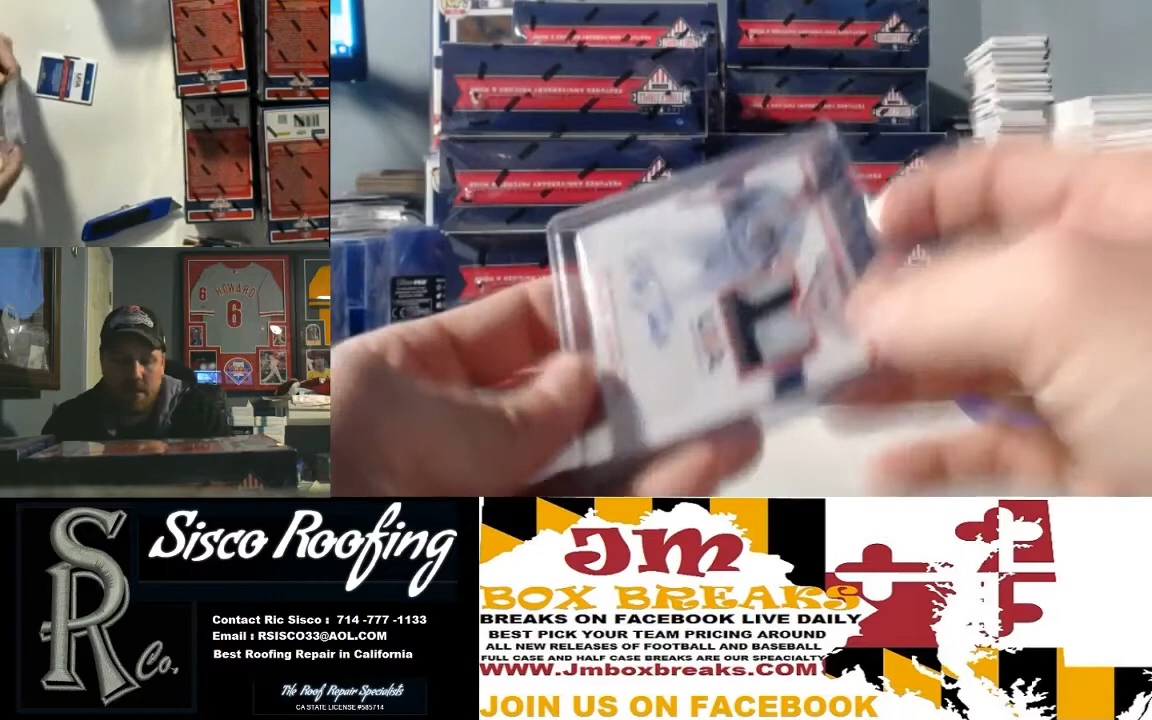 HOWARD
6
6
SR
Co.
Sisco Roofing
Contact Ric Sisco : 714 -777 -1133
Email : RSISCO33@AOL.COM
Best Roofing Repair in California
The Roof Repair Specialists
CA STATE LICENSE #585714
JM
BOX BREAKS
BREAKS ON FACEBOOK LIVE DAILY
BEST PICK YOUR TEAM PRICING AROUND
ALL NEW RELEASES OF FOOTBALL AND BASEBALL
FULL CASE AND HALF CASE BREAKS ARE OUR SPEACIALTY
WWW.Jmboxbreaks.COM
JOIN US ON FACEBOOK